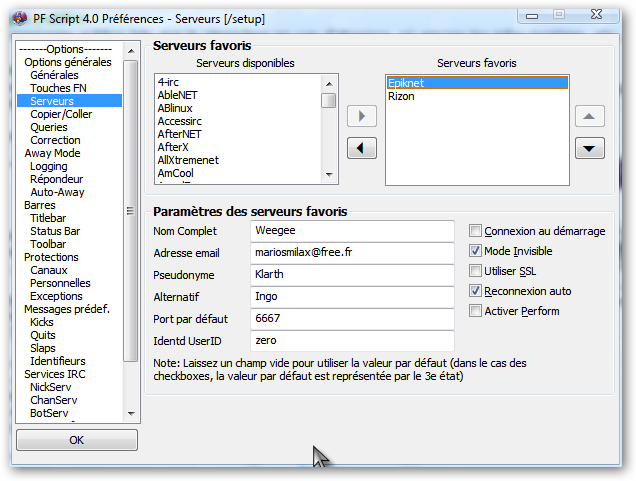 PF Script 4.0 Préférences - Serveurs [/setup]
-------Options-------
Options générales
Générales
Touches FN
Serveurs
Copier/Coller
Queries
Correction
Away Mode
Logging
Répondeur
Auto-Away
Barres
Titlebar
Status Bar
Toolbar
Protections
Canaux
Personnelles
Exceptions
Messages prédef.
Kicks
Quits
Slaps
Identifieurs
Services IRC
NickServ
ChanServ
BotServ
OK
Serveurs favoris
Serveurs disponibles
4-irc
AbleNET
ABlinux
Accessirc
AfterNET
AfterX
AllXtremenet
AmCool
Serveurs favoris
Epiknet
Rizon
Paramètres des serveurs favoris
Nom Complet Weegee
Adresse email mariosmilax@free.fr
Pseudonyme Klarth
Alternatif Ingo
Port par défaut 6667
Identd UserID zero
Connexion au démarrage
Mode Invisible
Utiliser SSL
Reconnexion auto
Activer Perform
Note: Laissez un champ vide pour utiliser la valeur par défaut (dans le cas des
checkboxes, la valeur par défaut est représentée par le 3e état)